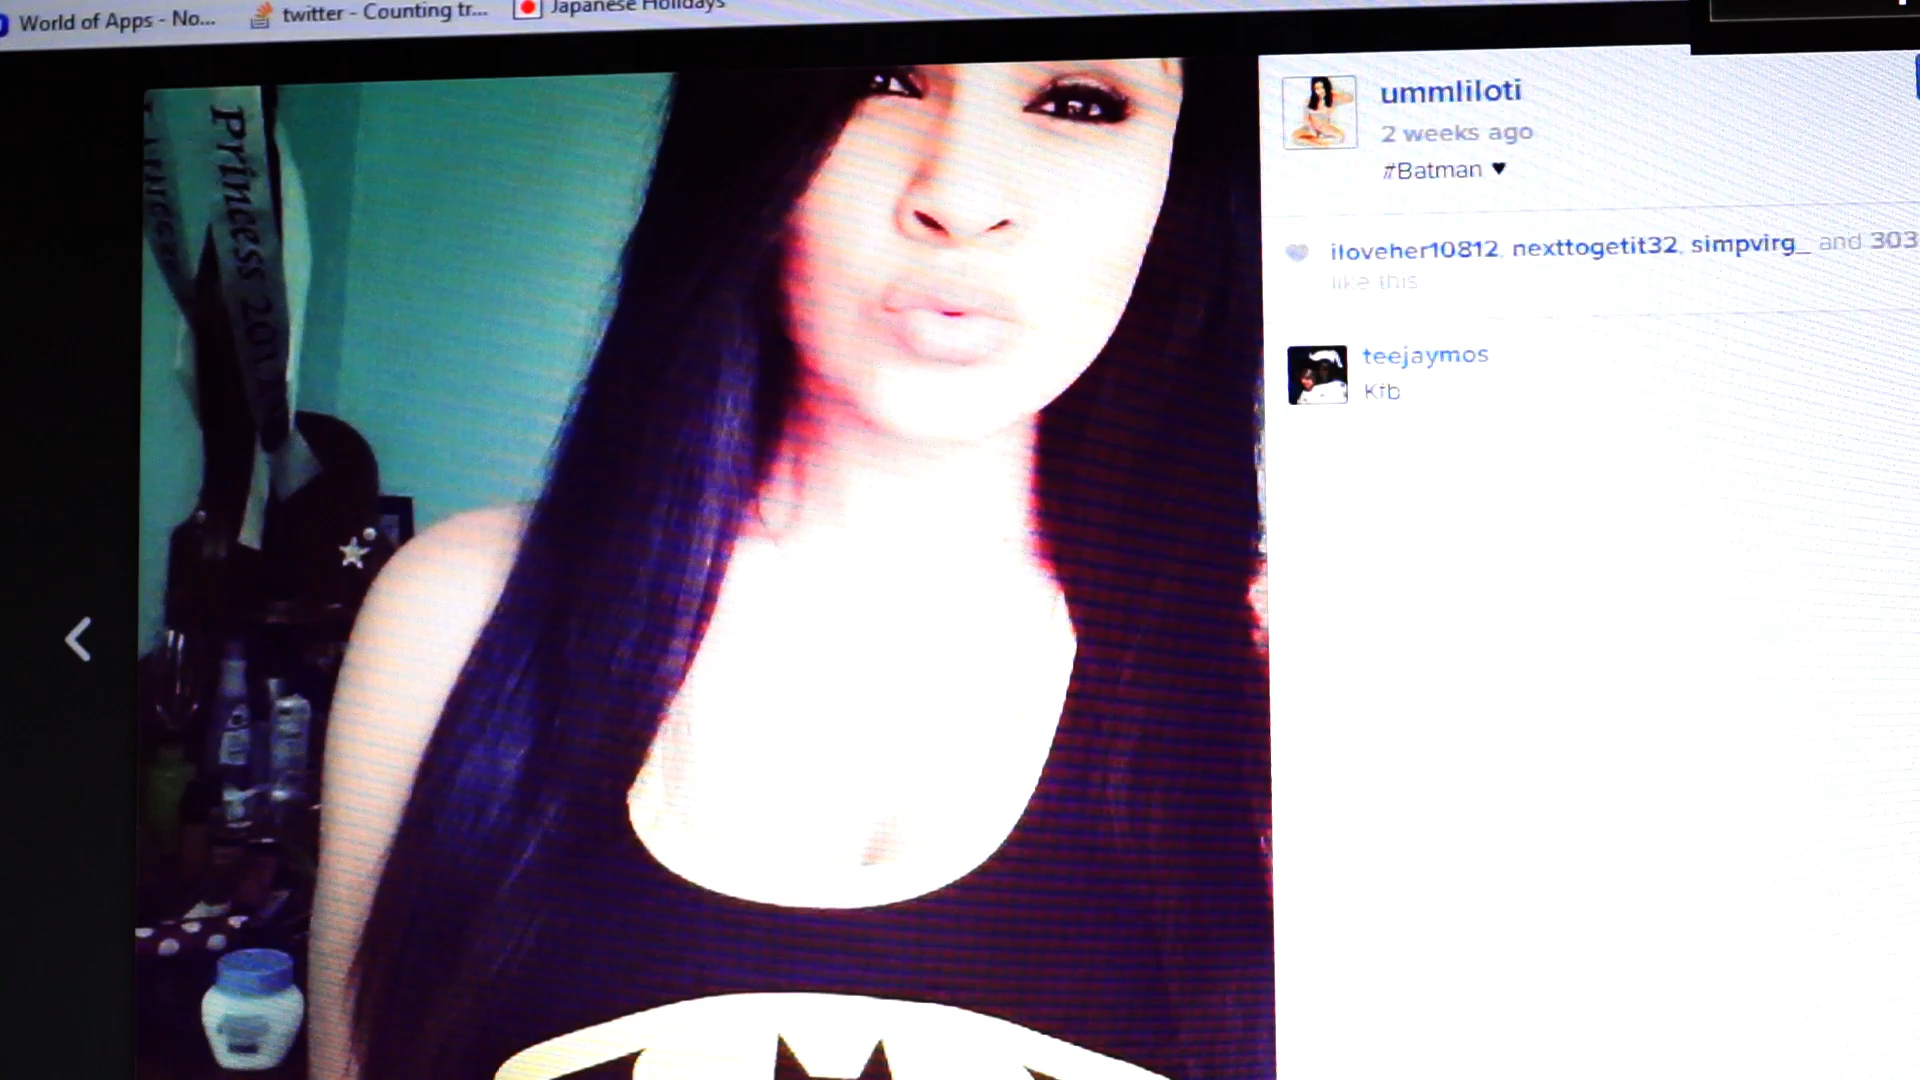 World of Apps - No...
twitter - Counting tr...
Japanese Holidays
Princess 201
ummliloti
2 weeks ago
#Batman ♥
iloveher10812, nexttogetit32, simpvirg_ and 303
like this
teejaymos
Kfb